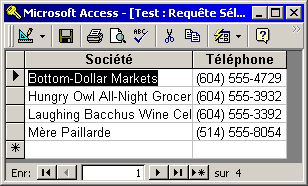 Microsoft Access - [Test : Requête Sél...
Société Téléphone
Bottom-Dollar Markets (604) 555-4729
Hungry Owl All-Night Grocer (604) 555-3932
Laughing Bacchus Wine Cel (604) 555-3392
Mère Paillarde (514) 555-8054
Enr: 1 sur 4